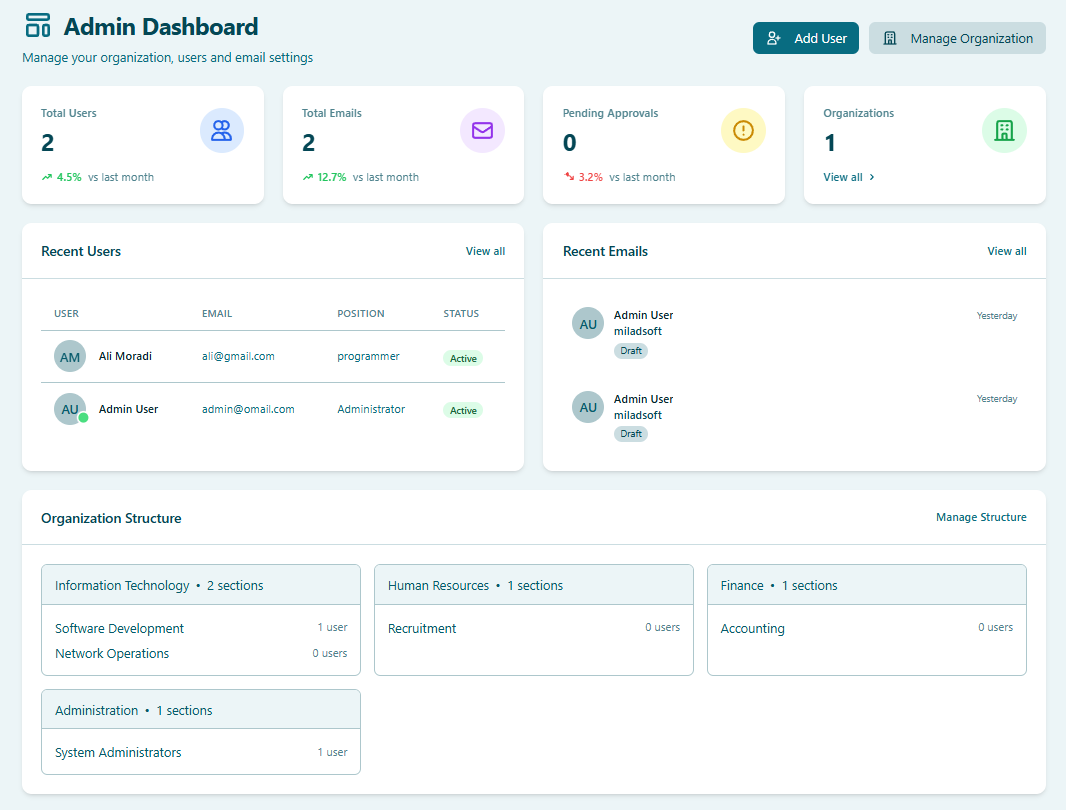 Admin Dashboard
Manage your organization, users and email settings
Add User
Manage Organization
Total Users
2
4.5% vs last month
Total Emails
2
12.7% vs last month
Pending Approvals
0
3.2% vs last month
Organizations
1
View all
Recent Users
View all
USER EMAIL POSITION STATUS
AM Ali Moradi ali@gmail.com programmer Active
AU Admin User admin@omail.com Administrator Active
Recent Emails
View all
AU
Admin User
Yesterday
miladsoft
Draft
AU
Admin User
Yesterday
miladsoft
Draft
Organization Structure
Manage Structure
Information Technology • 2 sections
Software Development 1 user
Network Operations 0 users
Human Resources • 1 sections
Recruitment 0 users
Finance • 1 sections
Accounting 0 users
Administration • 1 sections
System Administrators 1 user